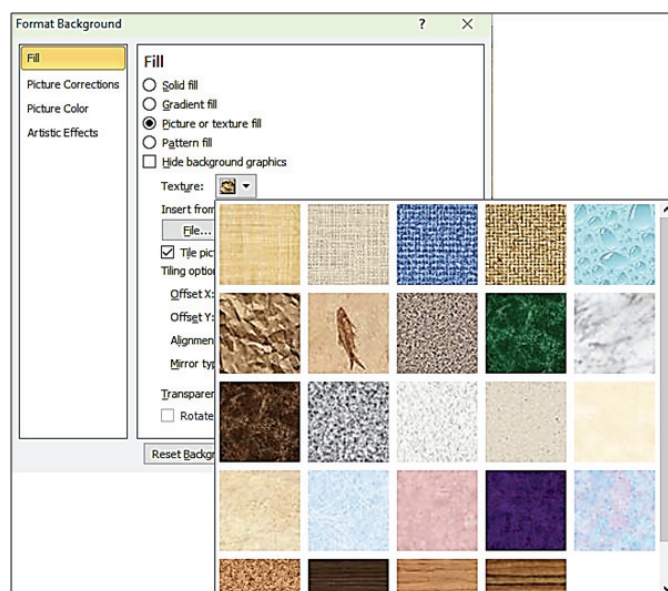 Format Background ? ×
Fill
Picture Corrections
Picture Color
Artistic Effects
Fill
Solid fill
Gradient fill
Picture or texture fill
Pattern fill
Hide background graphics
Texture:
Insert from
File...
Tile pic
Tiling optio
Offset X:
Offset Y:
Alignmen
Mirror typ
Transparen
Rotate
Reset Backgr